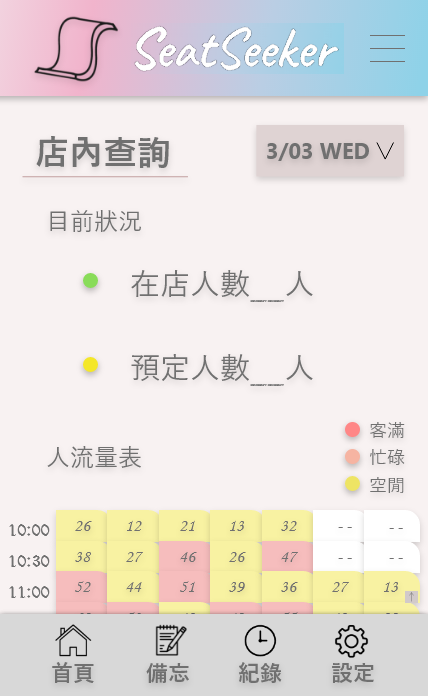 SeatSeeker
店內查詢
3/03 WED
目前狀況
在店人數__人
預定人數__人
客滿
人流量表
忙碌
空閒
10:00 26 12 21 13 32 -- --
10:30 38 27 46 26 47 -- --
11:00 52 44 51 39 36 27 13
↑
首頁 備忘 紀錄 設定